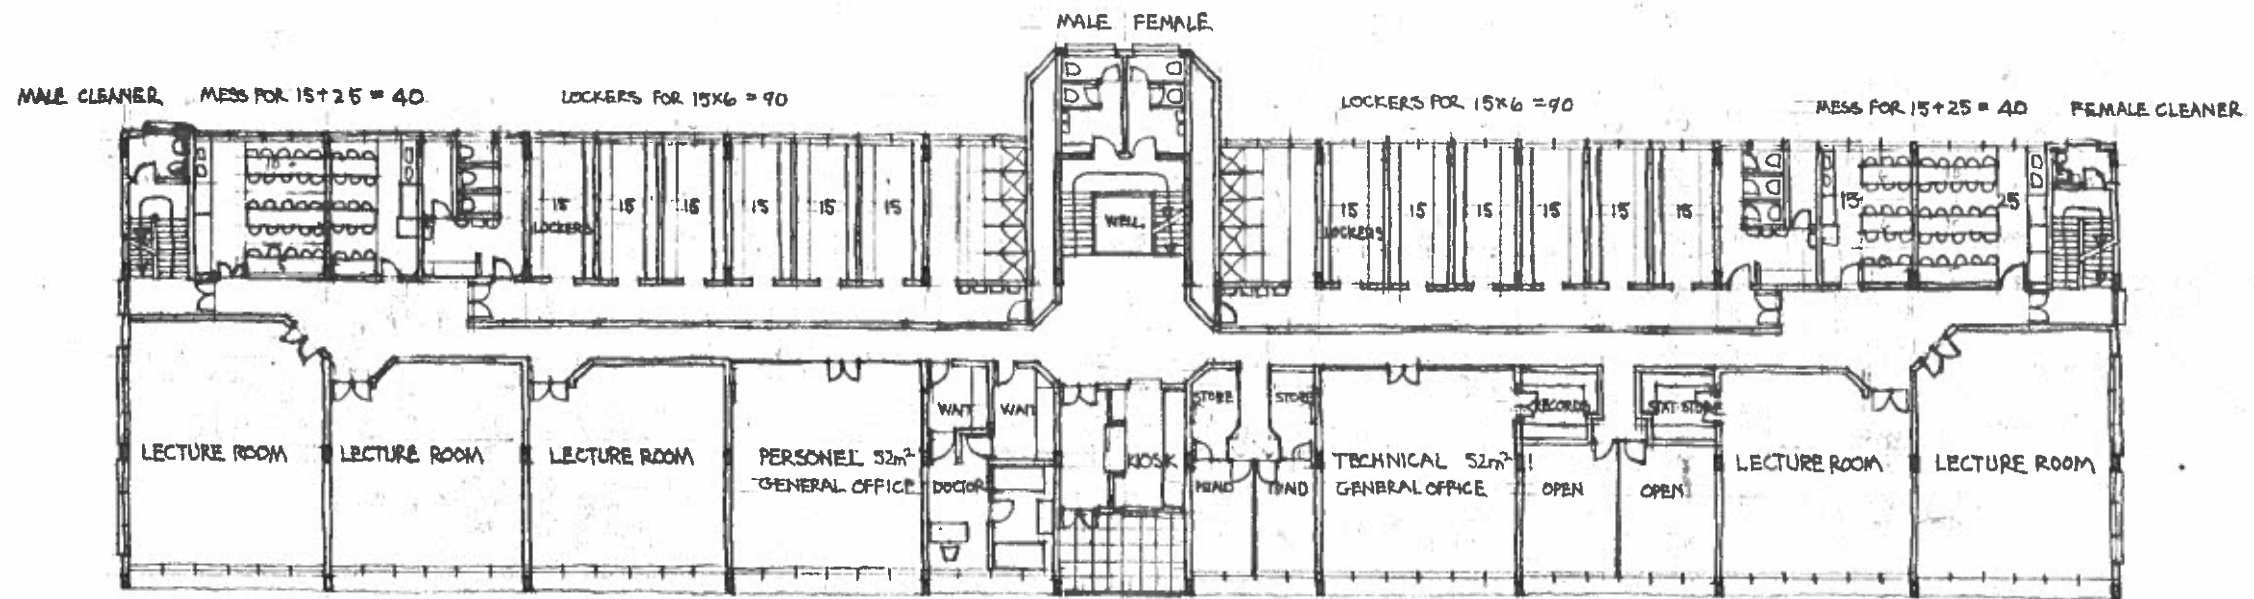 MALE FEMALE
MALE CLEANER MESS FOR 15+25 = 40 LOCKERS FOR 15X6 = 90 LOCKERS FOR 15X6 = 90 MESS FOR 15+25 = 40 FEMALE CLEANER
15 LOCKERS 15 15 15 15 15 WELL 15 LOCKERS 15 15 15 15 15 15 25
WAIT WAIT STORE STORE RECORDS STAT STORE
LECTURE ROOM LECTURE ROOM LECTURE ROOM PERSONEL 52m² KIOSK TECHNICAL 52m² LECTURE ROOM LECTURE ROOM
GENERAL OFFICE DOCTOR GENERAL OFFICE OPEN OPEN